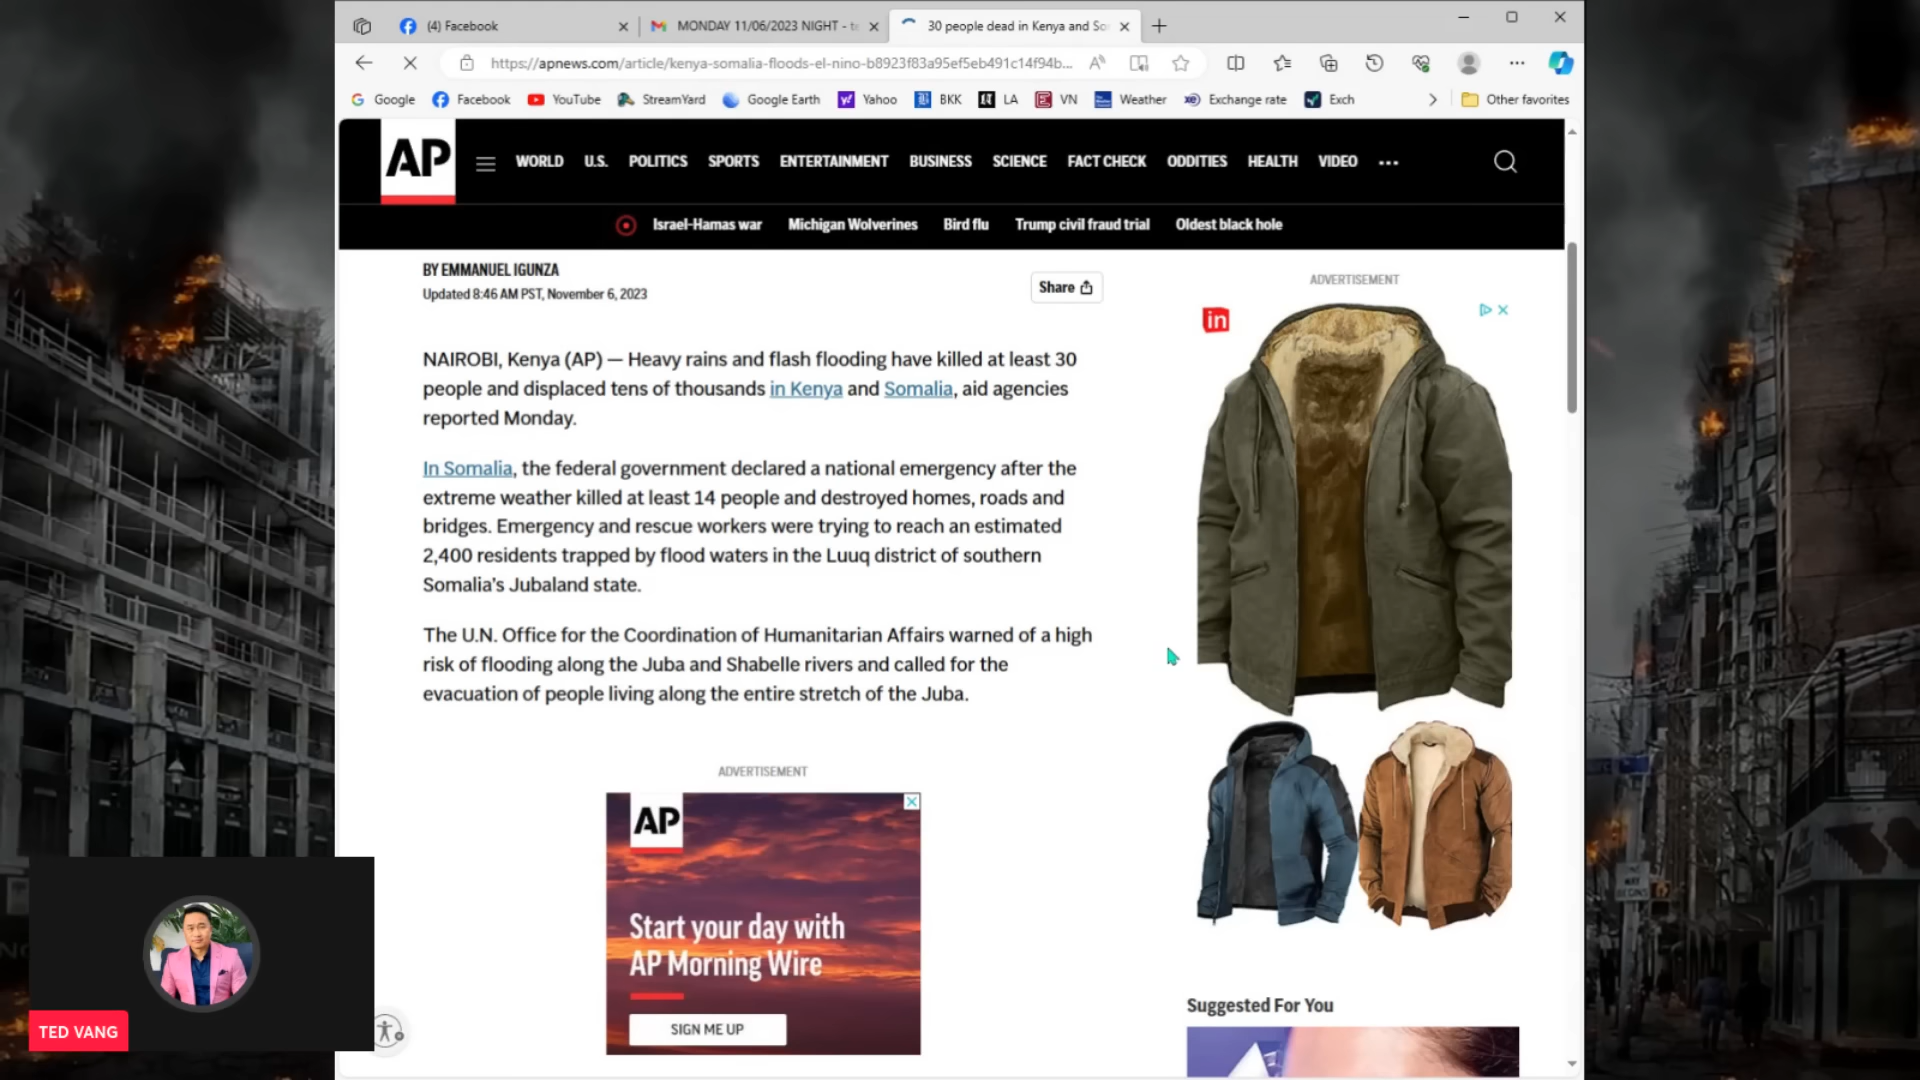 (4) Facebook
MONDAY 11/06/2023 NIGHT - t
30 people dead in Kenya and So
https://apnews.com/article/kenya-somalia-floods-el-nino-b8923f83a95ef5eb491c14f94b...
Google
Facebook
YouTube
StreamYard
Google Earth
Yahoo
BKK
LA
VN
Weather
Exchange rate
Exch
Other favorites
AP
WORLD
U.S.
POLITICS
SPORTS
ENTERTAINMENT
BUSINESS
SCIENCE
FACT CHECK
ODDITIES
HEALTH
VIDEO
Israel-Hamas war
Michigan Wolverines
Bird flu
Trump civil fraud trial
Oldest black hole
BY EMMANUEL IGUNZA
Updated 8:46 AM PST, November 6, 2023
Share
NAIROBI, Kenya (AP) — Heavy rains and flash flooding have killed at least 30
people and displaced tens of thousands in Kenya and Somalia, aid agencies
reported Monday.
In Somalia, the federal government declared a national emergency after the
extreme weather killed at least 14 people and destroyed homes, roads and
bridges. Emergency and rescue workers were trying to reach an estimated
2,400 residents trapped by flood waters in the Luuq district of southern
Somalia's Jubaland state.
The U.N. Office for the Coordination of Humanitarian Affairs warned of a high
risk of flooding along the Juba and Shabelle rivers and called for the
evacuation of people living along the entire stretch of the Juba.
ADVERTISEMENT
AP
Start your day with
AP Morning Wire
SIGN ME UP
ADVERTISEMENT
in
Suggested For You
TED VANG